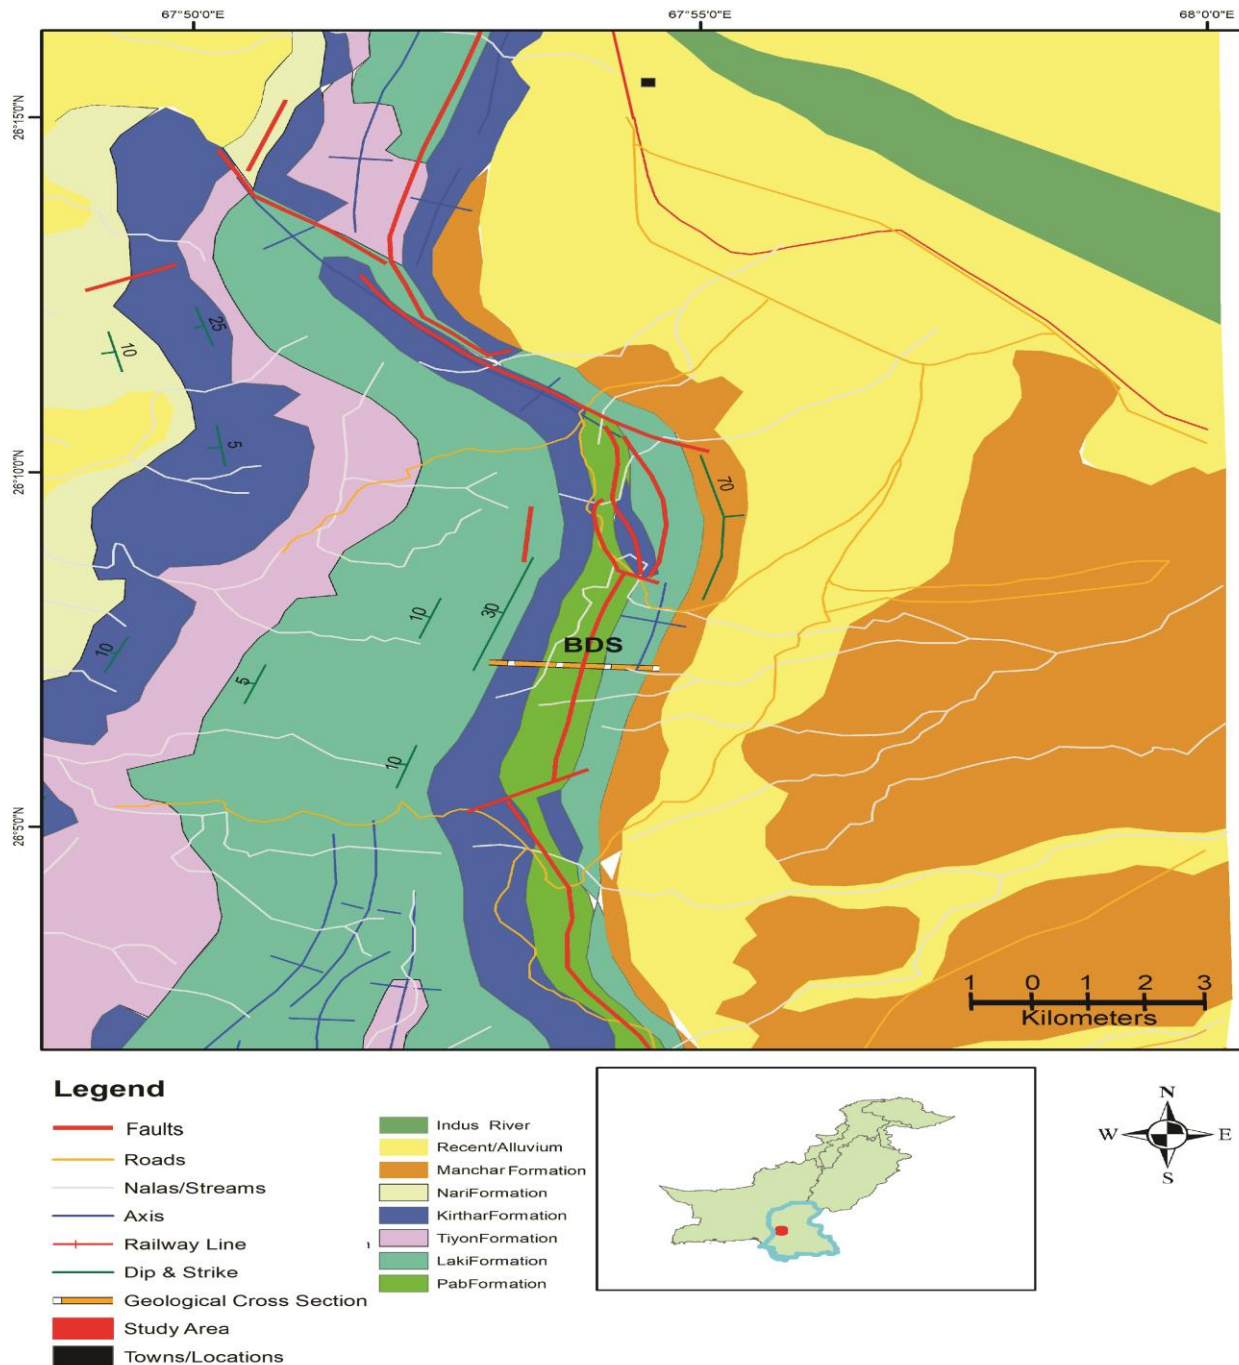 67°50'0"E 67°55'0"E 68°0'0"E
26°15'0"N
25
10
5
26°10'0"N
70
10
30
10
BDS
5
10
26°5'0"N
1 0 1 2 3
Kilometers
Legend
Faults
Roads
Nalas/Streams
Axis
Railway Line
Dip & Strike
Geological Cross Section
Study Area
Towns/Locations
Indus River
Recent/Alluvium
Manchar Formation
NariFormation
KirtharFormation
TiyonFormation
LakiFormation
PabFormation
N
W E
S